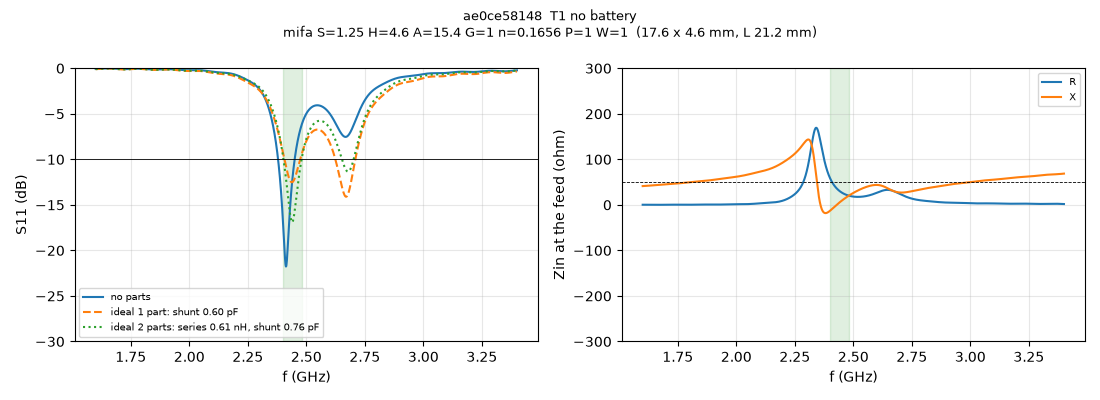 ae0ce58148 T1 no battery
mifa S=1.25 H=4.6 A=15.4 G=1 n=0.1656 P=1 W=1 (17.6 x 4.6 mm, L 21.2 mm)
S11 (dB)
0
−5
−10
−15
−20
−25
−30
no parts
ideal 1 part: shunt 0.60 pF
ideal 2 parts: series 0.61 nH, shunt 0.76 pF
1.75 2.00 2.25 2.50 2.75 3.00 3.25
f (GHz)
Zin at the feed (ohm)
300
200
100
0
−100
−200
−300
R
X
1.75 2.00 2.25 2.50 2.75 3.00 3.25
f (GHz)